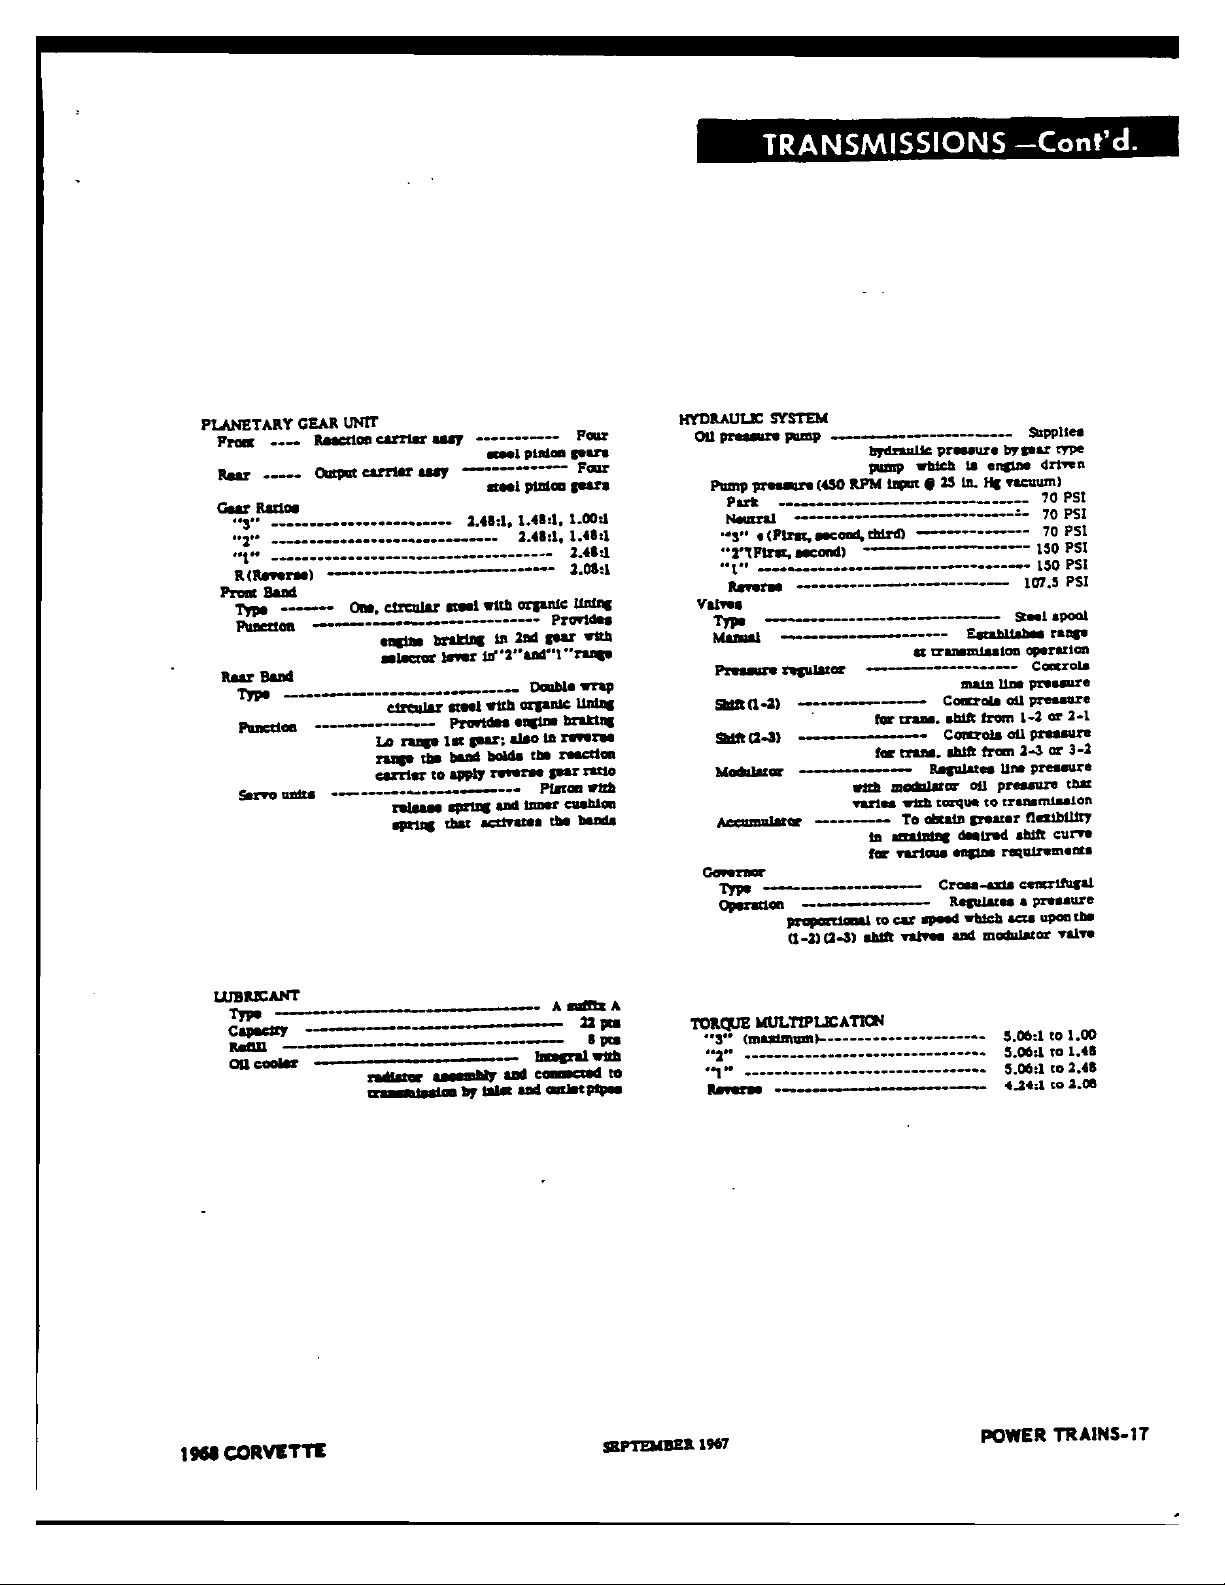 TRANSMISSIONS —Cont'd.
PLANETARY GEAR UNIT
Front ---- Reaction carrier assy ----------- Four
steel pinion gears
Rear ----- Output carrier assy -------------- Four
steel pinion gears
Gear Ratios
"3" ------------------------ 2.48:1, 1.48:1, 1.00:1
"2" ------------------------------ 2.48:1, 1.48:1
"1" ------------------------------------- 2.48:1
R (Reverse) ------------------------------ 2.08:1
Front Band
Type ------- One, circular steel with organic lining
Function ------------------------------ Provides
engine braking in 2nd gear with
selector lever in "2" and "1" range
Rear Band
Type ------------------------------- Double wrap
circular steel with organic lining
Function ---------------- Provides engine braking
Lo range 1st gear; also in reverse
range the band holds the reaction
carrier to apply reverse gear ratio
Servo units ------------------------- Piston with
release spring and inner cushion
spring that activates the bands
LUBRICANT
Type ----------------------------------- A suffix A
Capacity ---------------------------------- 22 pts
Refill ------------------------------------- 8 pts
Oil cooler --------------------------- Integral with
radiator assembly and connected to
transmission by inlet and outlet pipes
HYDRAULIC SYSTEM
Oil pressure pump ------------------------ Supplies
hydraulic pressure by gear type
pump which is engine driven
Pump pressure (450 RPM input @ 25 in. Hg vacuum)
Park --------------------------------- 70 PSI
Neutral ------------------------------- 70 PSI
"3" (First, second, third) --------------- 70 PSI
"2" (First, second) ---------------------- 150 PSI
"1" ------------------------------------ 150 PSI
Reverse ---------------------------- 107.5 PSI
Valves
Type --------------------------------- Steel spool
Manual ---------------------- Establishes range
at transmission operation
Pressure regulator -------------------- Controls
main line pressure
Shift (1-2) ----------------- Controls oil pressure
for trans. shift from 1-2 or 2-1
Shift (2-3) ----------------- Controls oil pressure
for trans. shift from 2-3 or 3-2
Modulator --------------- Regulates line pressure
with modulator oil pressure that
varies with torque to transmission
Accumulator ---------- To obtain greater flexibility
in attaining desired shift curve
for various engine requirements
Governor
Type --------------------- Cross-axis centrifugal
Operation ----------------- Regulates a pressure
proportional to car speed which acts upon the
(1-2) (2-3) shift valves and modulator valve
TORQUE MULTIPLICATION
"3" (maximum)---------------------- 5.06:1 to 1.00
"2" -------------------------------- 5.06:1 to 1.48
"1" -------------------------------- 5.06:1 to 2.48
Reverse ---------------------------- 4.24:1 to 2.08
1968 CORVETTE
SEPTEMBER 1967
POWER TRAINS-17